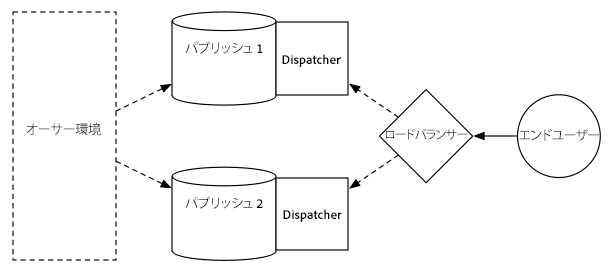 パブリッシュ 1
Dispatcher
オーサー環境
ロードバランサー
エンドユーザー
パブリッシュ 2
Dispatcher